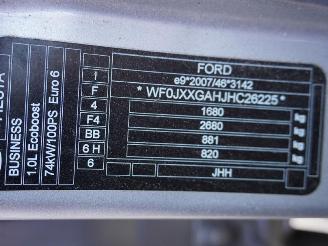 FORD
I e9*2007/46*3142
F * WF0JXXGAHJHC26225 *
4 1680
F4 2680
BB 881
6 H 820
6 JHH
BUSINESS
1.0L Ecoboost
74kW/100PS Euro 6